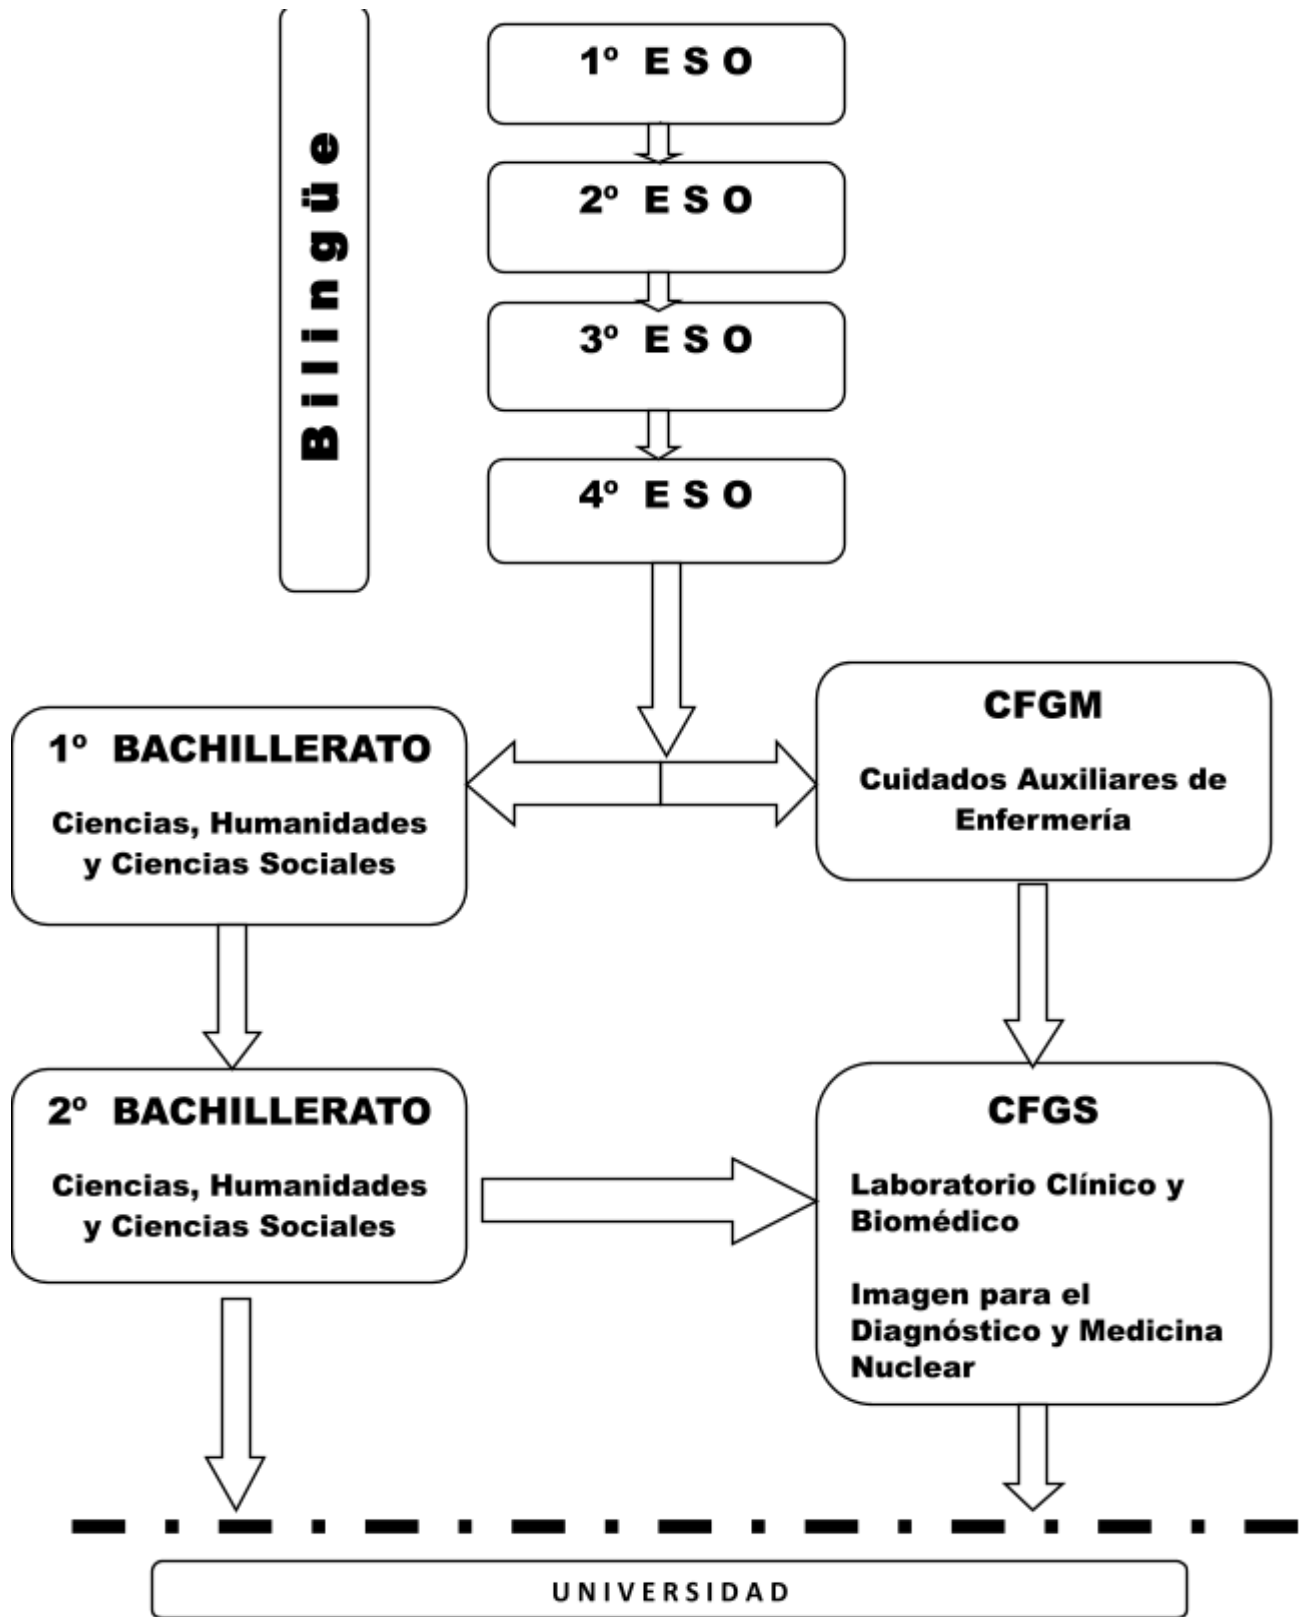 Bilingüe
1º E S O
2º E S O
3º E S O
4º E S O
1º BACHILLERATO
Ciencias, Humanidades
y Ciencias Sociales
CFGM
Cuidados Auxiliares de
Enfermería
2º BACHILLERATO
Ciencias, Humanidades
y Ciencias Sociales
CFGS
Laboratorio Clínico y
Biomédico
Imagen para el
Diagnóstico y Medicina
Nuclear
UNIVERSIDAD